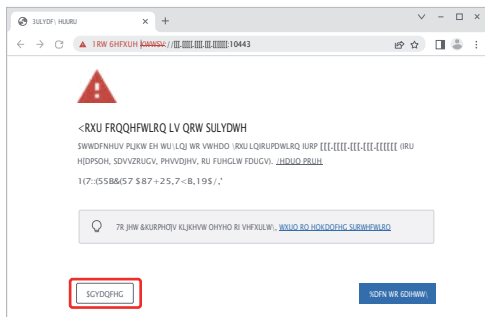 3ULYDF\ HUURU
1RW 6HFXUH KWWSV://[[[.[[[[.[[[.[[.[[[[[[:10443
<RXU FRQQHFWLRQ LV QRW SULYDWH
$WWDFNHUV PLJKW EH WU\LQJ WR VWHDO \RXU LQIRUPDWLRQ IURP [[[.[[[[.[[[.[[[.[[[[[[ (IRU
H[DPSOH, SDVVZRUGV, PHVVDJHV, RU FUHGLW FDUGV). /HDUQ PRUH
1(7::(55B&(57 $87+25,7<B,19$/,'
7R JHW &KURPH¶V KLJKHVW OHYHO RI VHFXULW\, WXUQ RQ HQKDQFHG SURWHFWLRQ
$GYDQFHG
%DFN WR 6DIHW\